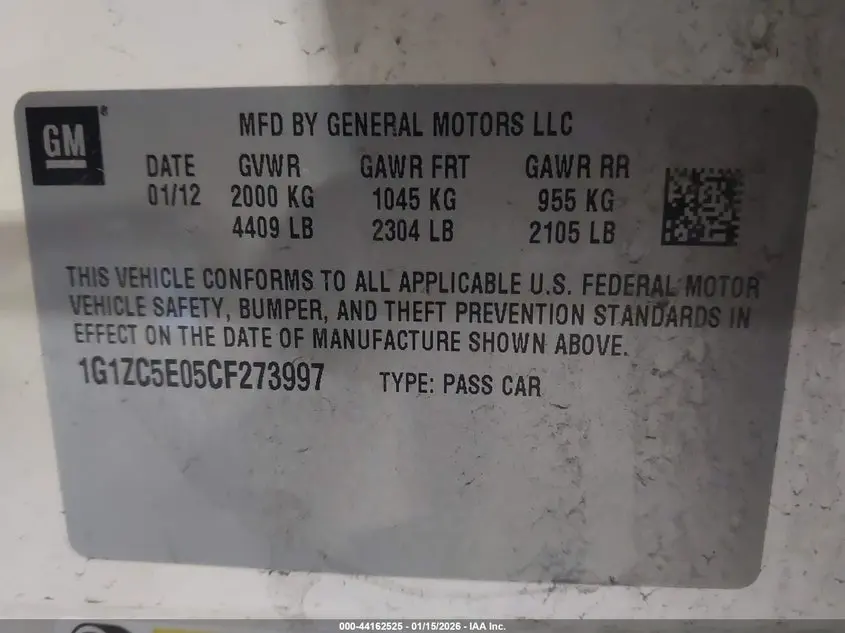 GM®
MFD BY GENERAL MOTORS LLC
DATE GVWR GAWR FRT GAWR RR
01/12 2000 KG 1045 KG 955 KG
4409 LB 2304 LB 2105 LB
THIS VEHICLE CONFORMS TO ALL APPLICABLE U.S. FEDERAL MOTOR
VEHICLE SAFETY, BUMPER, AND THEFT PREVENTION STANDARDS IN
EFFECT ON THE DATE OF MANUFACTURE SHOWN ABOVE.
1G1ZC5E05CF273997 TYPE: PASS CAR
000-44162525 - 01/15/2026 - IAA Inc.